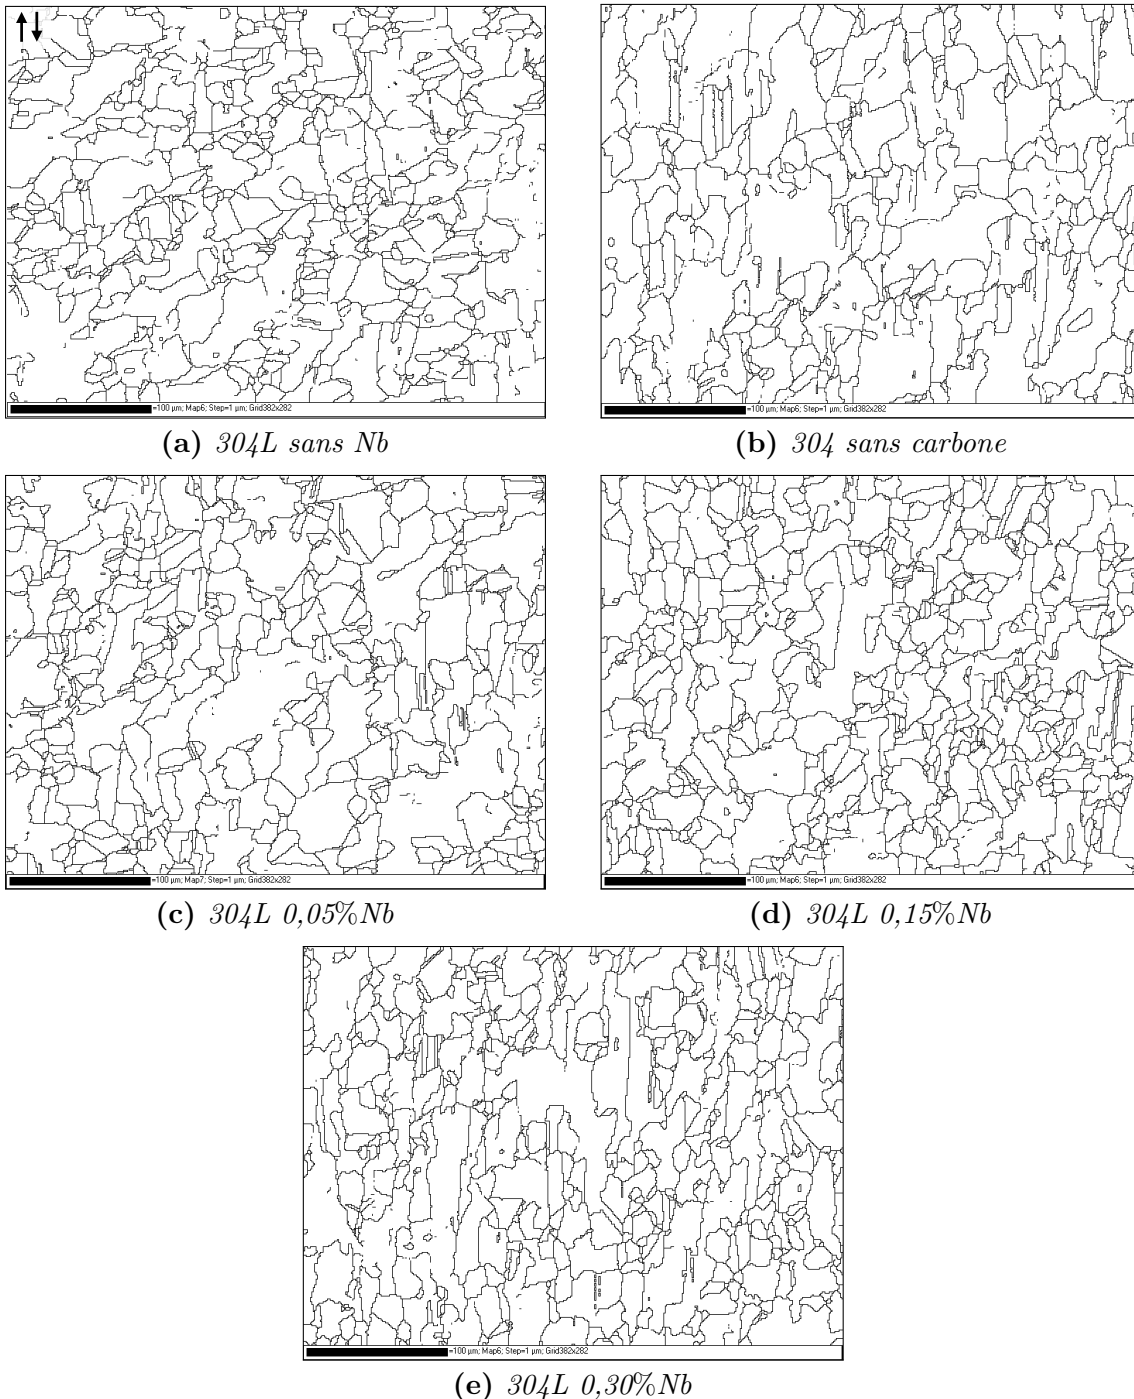 =100 µm; Map6; Step=1 µm; Grid382x282
=100 µm; Map6; Step=1 µm; Grid382x282
(a) 304L sans Nb
(b) 304 sans carbone
=100 µm; Map7; Step=1 µm; Grid382x282
=100 µm; Map6; Step=1 µm; Grid382x282
(c) 304L 0,05%Nb
(d) 304L 0,15%Nb
=100 µm; Map6; Step=1 µm; Grid382x282
(e) 304L 0,30%Nb